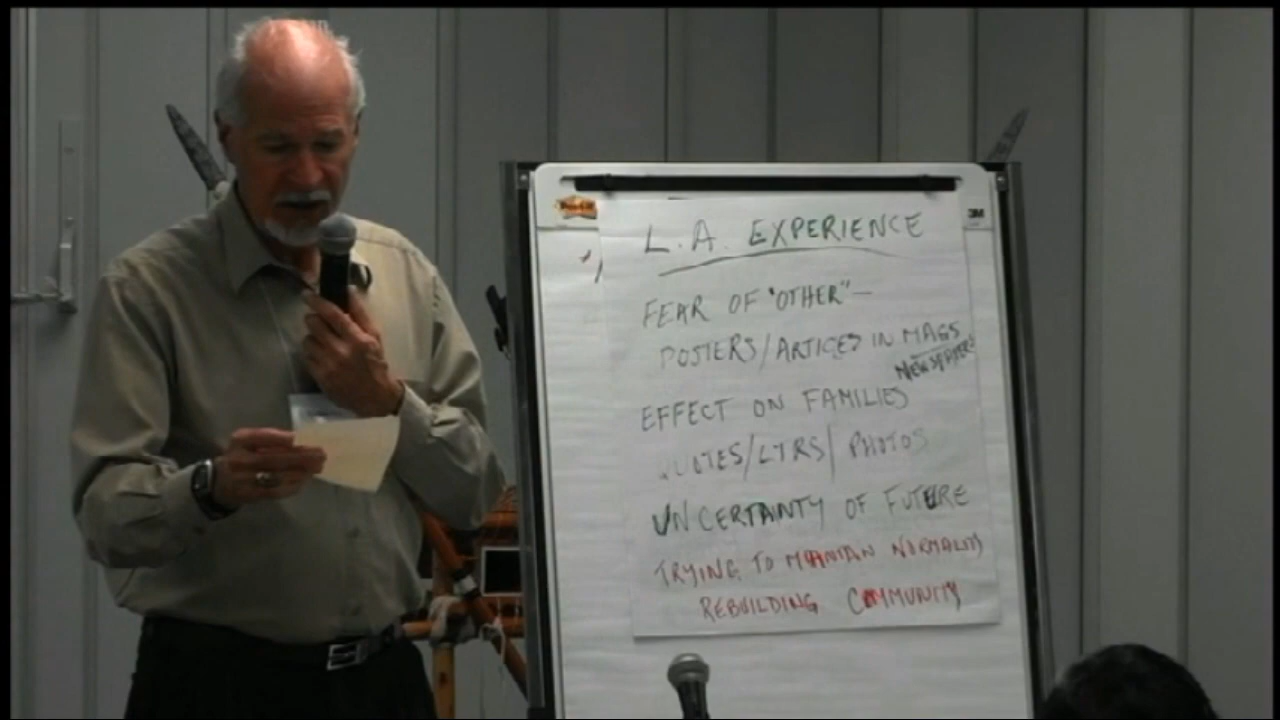 3M
L.A. EXPERIENCE
FEAR OF "OTHER" —
POSTERS/ARTICES IN MAGS
NEWSPAPERS
EFFECT ON FAMILIES
QUOTES/LTRS/PHOTOS
UNCERTAINTY OF FUTURE
TRYING TO MAINTAIN NORMALITY
REBUILDING COMMUNITY